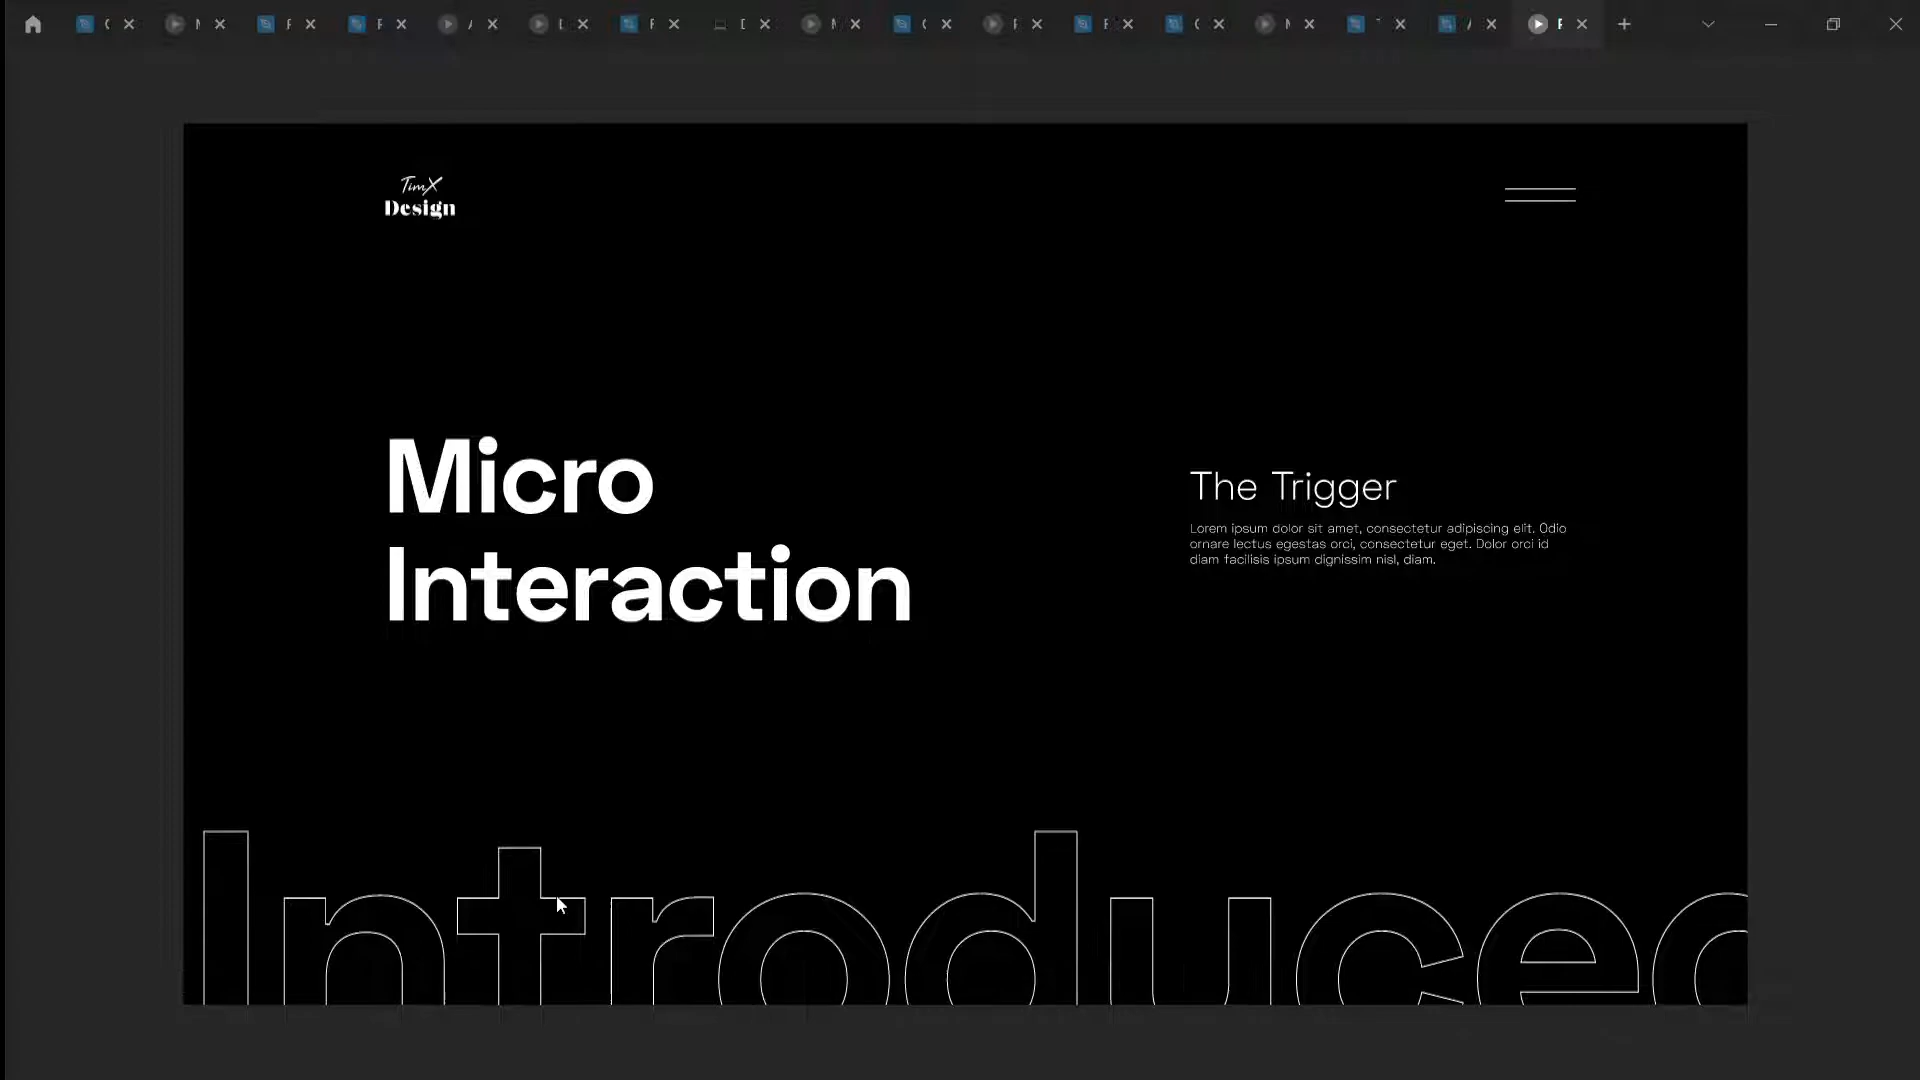 TimX
Design
Micro
Interaction
The Trigger
Lorem ipsum dolor sit amet, consectetur adipiscing elit. Odio
ornare lectus egestas orci, consectetur eget. Dolor orci id
diam facilisis ipsum dignissim nisl, diam.
Introduced